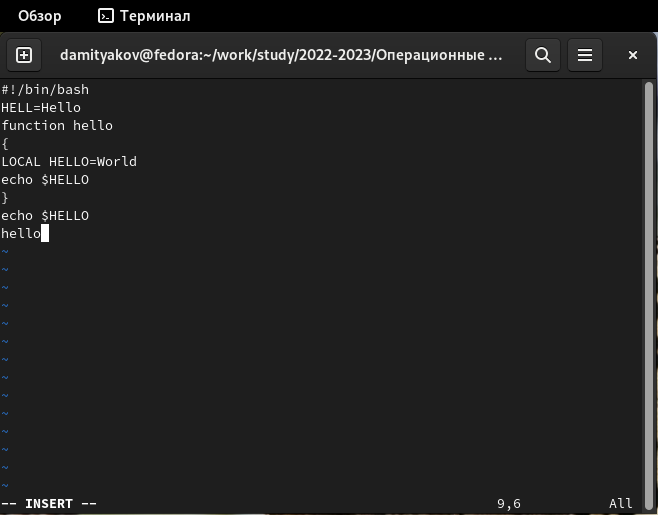 Обзор Терминал
damityakov@fedora:~/work/study/2022-2023/Операционные ...
#!/bin/bash
HELL=Hello
function hello
{
LOCAL HELLO=World
echo $HELLO
}
echo $HELLO
hello
~
~
~
~
~
~
~
~
~
~
~
~
~
~
-- INSERT -- 9,6 All